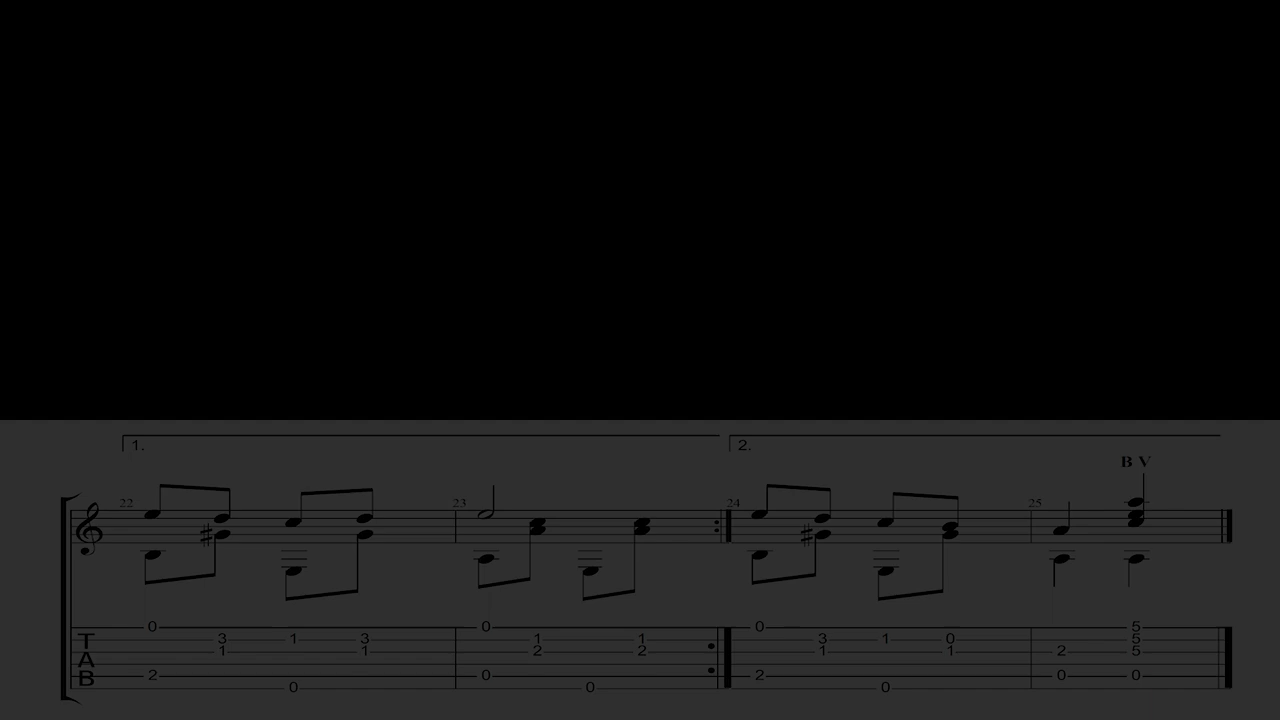 1. 2.
B V
22 23 24 25
T 0 3 1 3 0 1 1 0 3 1 0 5
A 1 1 2 2 1 1 2 5 5
B 2 0 0 0 2 0 0 0